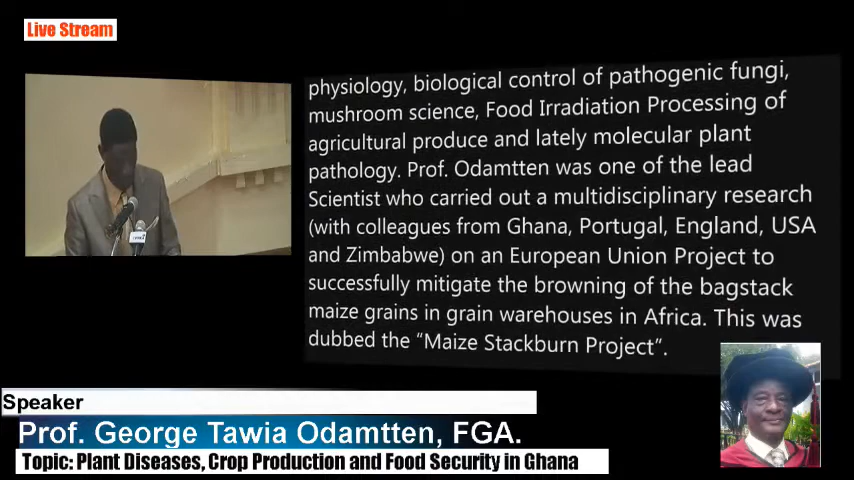 Live Stream
physiology, biological control of pathogenic fungi,
mushroom science, Food Irradiation Processing of
agricultural produce and lately molecular plant
pathology. Prof. Odamtten was one of the lead
Scientist who carried out a multidisciplinary research
(with colleagues from Ghana, Portugal, England, USA
and Zimbabwe) on an European Union Project to
successfully mitigate the browning of the bagstack
maize grains in grain warehouses in Africa. This was
dubbed the “Maize Stackburn Project”.
Speaker
Prof. George Tawia Odamtten, FGA.
Topic: Plant Diseases, Crop Production and Food Security in Ghana